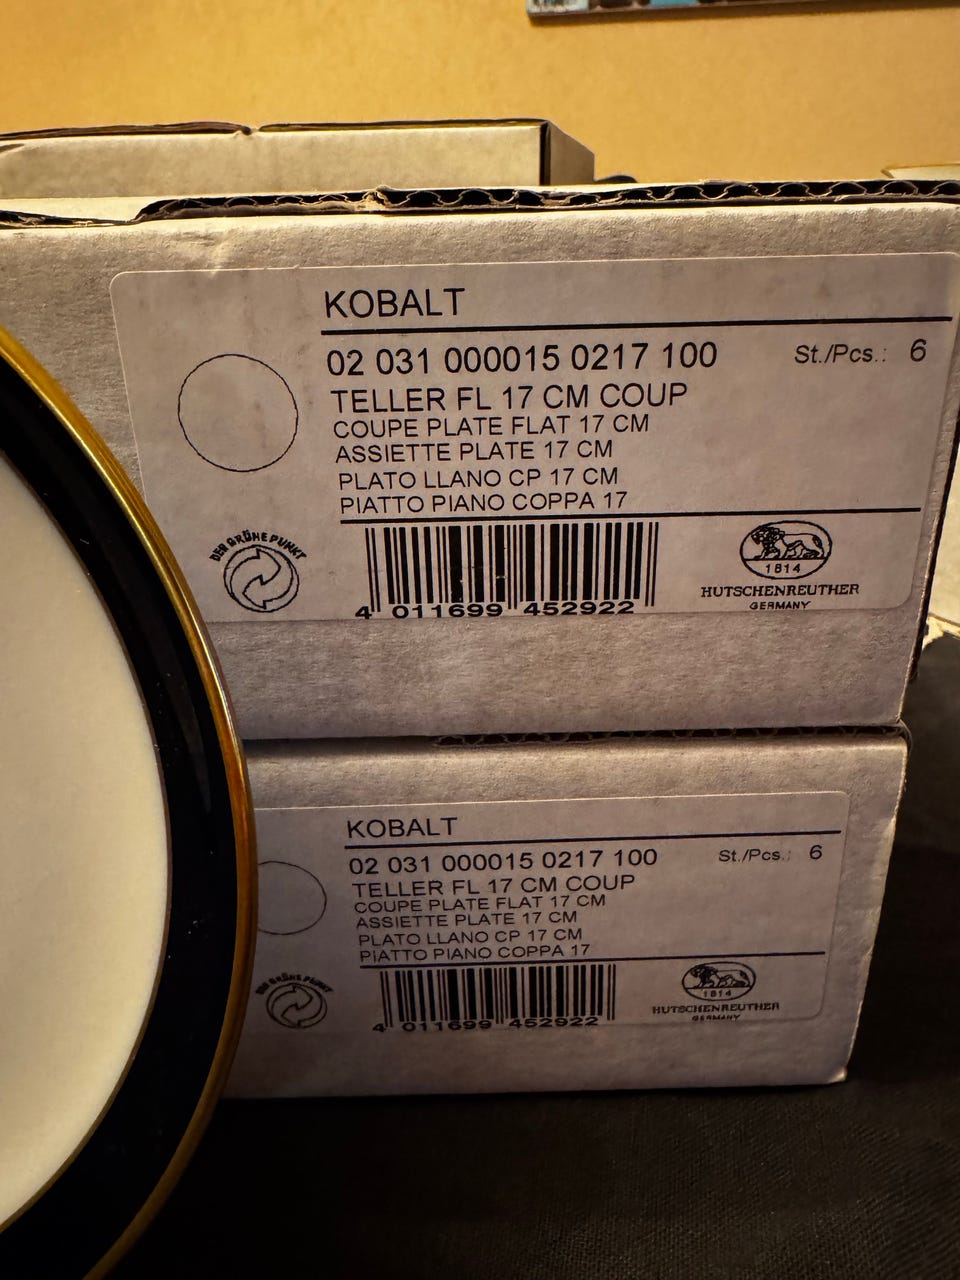 KOBALT
02 031 000015 0217 100 St./Pcs.: 6
TELLER FL 17 CM COUP
COUPE PLATE FLAT 17 CM
ASSIETTE PLATE 17 CM
PLATO LLANO CP 17 CM
PIATTO PIANO COPPA 17
DER GRÜNE PUNKT
4 011699 452922
1814
HUTSCHENREUTHER
GERMANY
KOBALT
02 031 000015 0217 100 St./Pcs.: 6
TELLER FL 17 CM COUP
COUPE PLATE FLAT 17 CM
ASSIETTE PLATE 17 CM
PLATO LLANO CP 17 CM
PIATTO PIANO COPPA 17
DER GRÜNE PUNKT
4 011699 452922
1814
HUTSCHENREUTHER
GERMANY